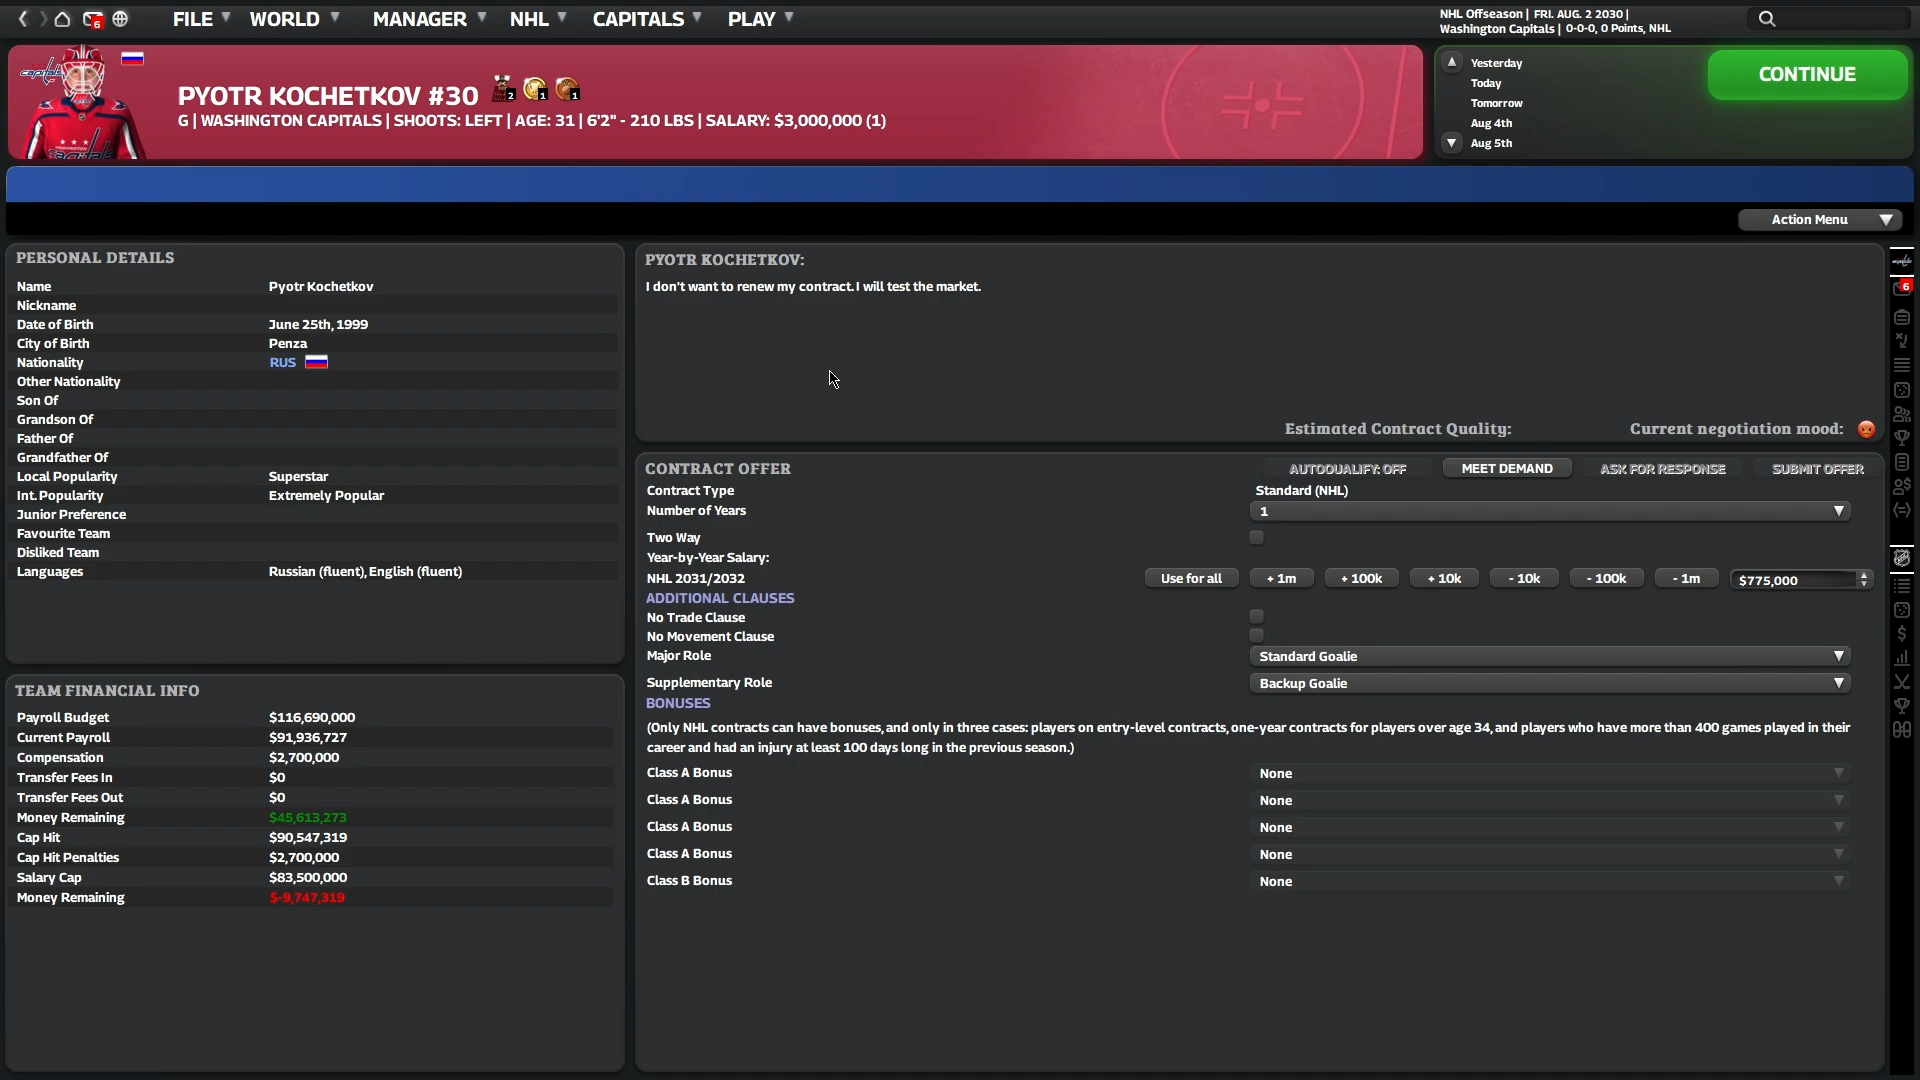 FILE WORLD MANAGER NHL CAPITALS PLAY
6
NHL Offseason | FRI. AUG. 2 2030 |
Washington Capitals | 0-0-0, 0 Points, NHL
PYOTR KOCHETKOV #30 2 1 1
G | WASHINGTON CAPITALS | SHOOTS: LEFT | AGE: 31 | 6'2" - 210 LBS | SALARY: $3,000,000 (1)
Yesterday
Today
Tomorrow
Aug 4th
Aug 5th
CONTINUE
Action Menu
PERSONAL DETAILS
Name Pyotr Kochetkov
Nickname
Date of Birth June 25th, 1999
City of Birth Penza
Nationality RUS
Other Nationality
Son Of
Grandson Of
Father Of
Grandfather Of
Local Popularity Superstar
Int. Popularity Extremely Popular
Junior Preference
Favourite Team
Disliked Team
Languages Russian (fluent), English (fluent)
TEAM FINANCIAL INFO
Payroll Budget $116,690,000
Current Payroll $91,936,727
Compensation $2,700,000
Transfer Fees In $0
Transfer Fees Out $0
Money Remaining $45,613,273
Cap Hit $90,547,319
Cap Hit Penalties $2,700,000
Salary Cap $83,500,000
Money Remaining $-9,747,319
PYOTR KOCHETKOV:
I don't want to renew my contract. I will test the market.
Estimated Contract Quality: Current negotiation mood:
CONTRACT OFFER AUTOQUALIFY: OFF MEET DEMAND ASK FOR RESPONSE SUBMIT OFFER
Contract Type Standard (NHL)
Number of Years 1
Two Way
Year-by-Year Salary:
NHL 2031/2032 Use for all + 1m + 100k + 10k - 10k - 100k - 1m $775,000
ADDITIONAL CLAUSES
No Trade Clause
No Movement Clause
Major Role Standard Goalie
Supplementary Role Backup Goalie
BONUSES
(Only NHL contracts can have bonuses, and only in three cases: players on entry-level contracts, one-year contracts for players over age 34, and players who have more than 400 games played in their
career and had an injury at least 100 days long in the previous season.)
Class A Bonus None
Class A Bonus None
Class A Bonus None
Class A Bonus None
Class B Bonus None
6